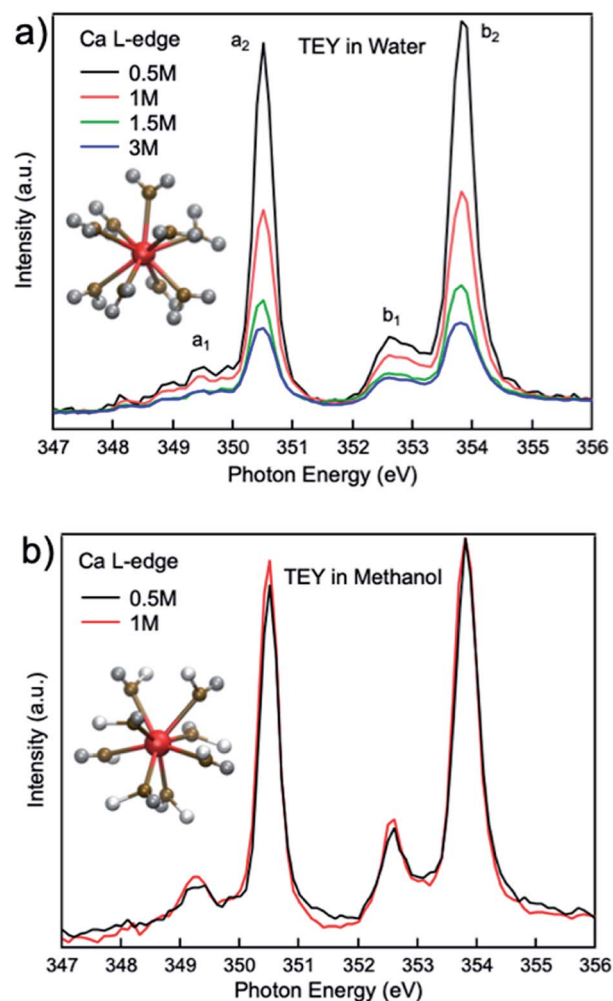 a)
Ca L-edge
0.5M
1M
1.5M
3M
TEY in Water
a₂
b₂
a₁
b₁
Intensity (a.u.)
347 348 349 350 351 352 353 354 355 356
Photon Energy (eV)
b)
Ca L-edge
0.5M
1M
TEY in Methanol
Intensity (a.u.)
347 348 349 350 351 352 353 354 355 356
Photon Energy (eV)